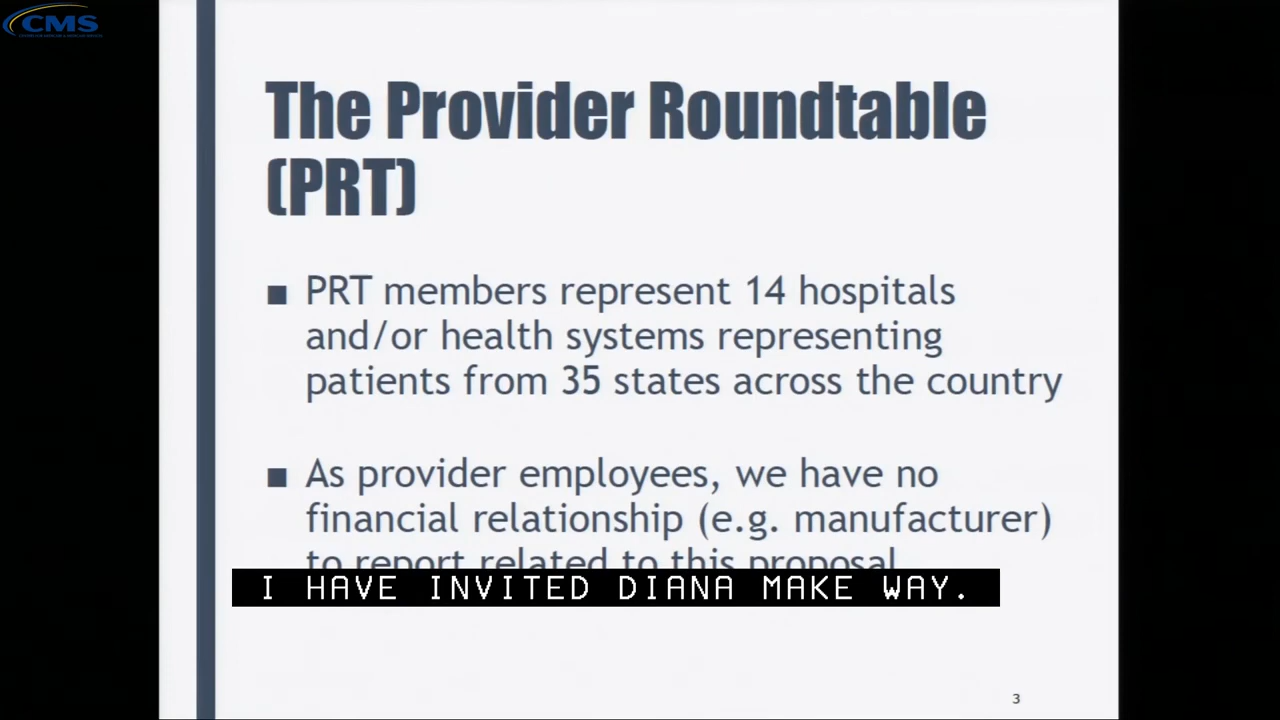 CMS
The Provider Roundtable
(PRT)
■ PRT members represent 14 hospitals
and/or health systems representing
patients from 35 states across the country
■ As provider employees, we have no
financial relationship (e.g. manufacturer)
to report related to this proposal
I HAVE INVITED DIANA MAKE WAY.
3